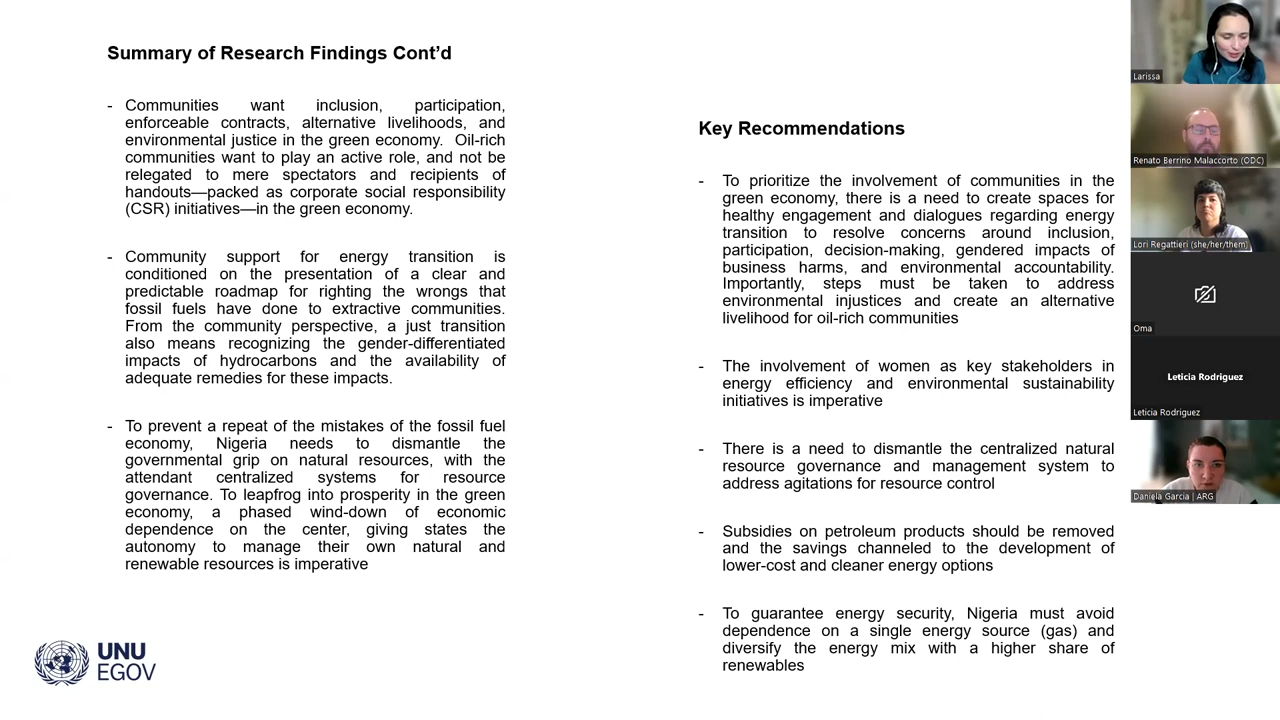 Summary of Research Findings Cont’d
- Communities want inclusion, participation,
enforceable contracts, alternative livelihoods, and
environmental justice in the green economy. Oil-rich
communities want to play an active role, and not be
relegated to mere spectators and recipients of
handouts—packed as corporate social responsibility
(CSR) initiatives—in the green economy.
- Community support for energy transition is
conditioned on the presentation of a clear and
predictable roadmap for righting the wrongs that
fossil fuels have done to extractive communities.
From the community perspective, a just transition
also means recognizing the gender-differentiated
impacts of hydrocarbons and the availability of
adequate remedies for these impacts.
- To prevent a repeat of the mistakes of the fossil fuel
economy, Nigeria needs to dismantle the
governmental grip on natural resources, with the
attendant centralized systems for resource
governance. To leapfrog into prosperity in the green
economy, a phased wind-down of economic
dependence on the center, giving states the
autonomy to manage their own natural and
renewable resources is imperative
UNU
EGOV
Key Recommendations
- To prioritize the involvement of communities in the
green economy, there is a need to create spaces for
healthy engagement and dialogues regarding energy
transition to resolve concerns around inclusion,
participation, decision-making, gendered impacts of
business harms, and environmental accountability.
Importantly, steps must be taken to address
environmental injustices and create an alternative
livelihood for oil-rich communities
- The involvement of women as key stakeholders in
energy efficiency and environmental sustainability
initiatives is imperative
- There is a need to dismantle the centralized natural
resource governance and management system to
address agitations for resource control
- Subsidies on petroleum products should be removed
and the savings channeled to the development of
lower-cost and cleaner energy options
- To guarantee energy security, Nigeria must avoid
dependence on a single energy source (gas) and
diversify the energy mix with a higher share of
renewables
Larissa
Renato Berrino Malaccorto (ODC)
Lori Regattieri (she/her/them)
Oma
Leticia Rodriguez
Leticia Rodriguez
Daniela Garcia | ARG